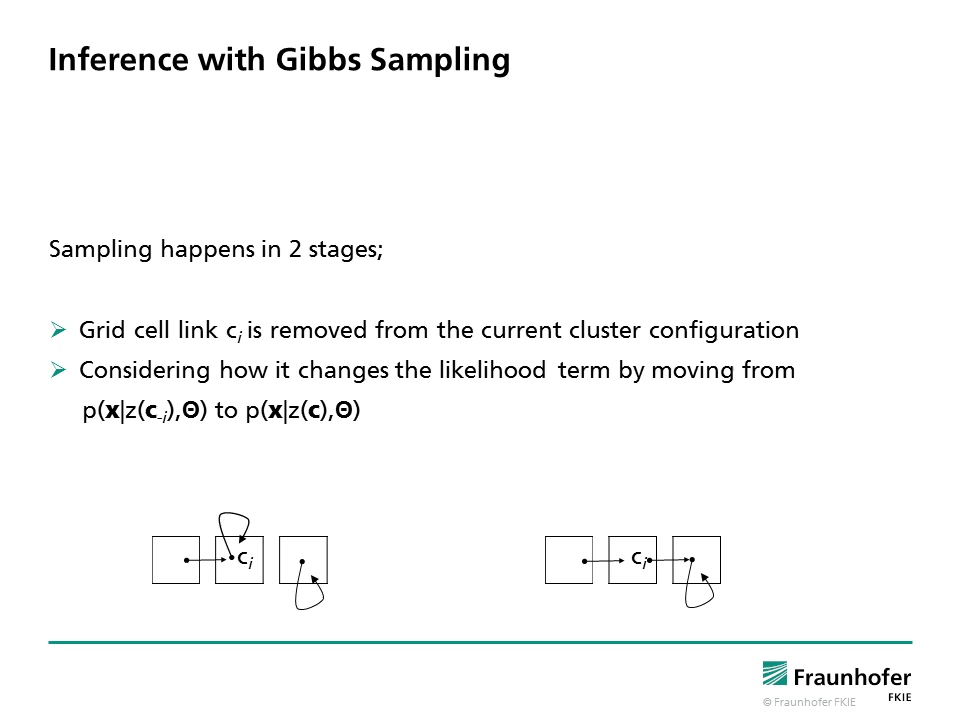 Inference with Gibbs Sampling
Sampling happens in 2 stages;
➢ Grid cell link cᵢ is removed from the current cluster configuration
➢ Considering how it changes the likelihood term by moving from
p(x|z(c₋ᵢ),Θ) to p(x|z(c),Θ)
cᵢ
cᵢ
Fraunhofer
FKIE
© Fraunhofer FKIE